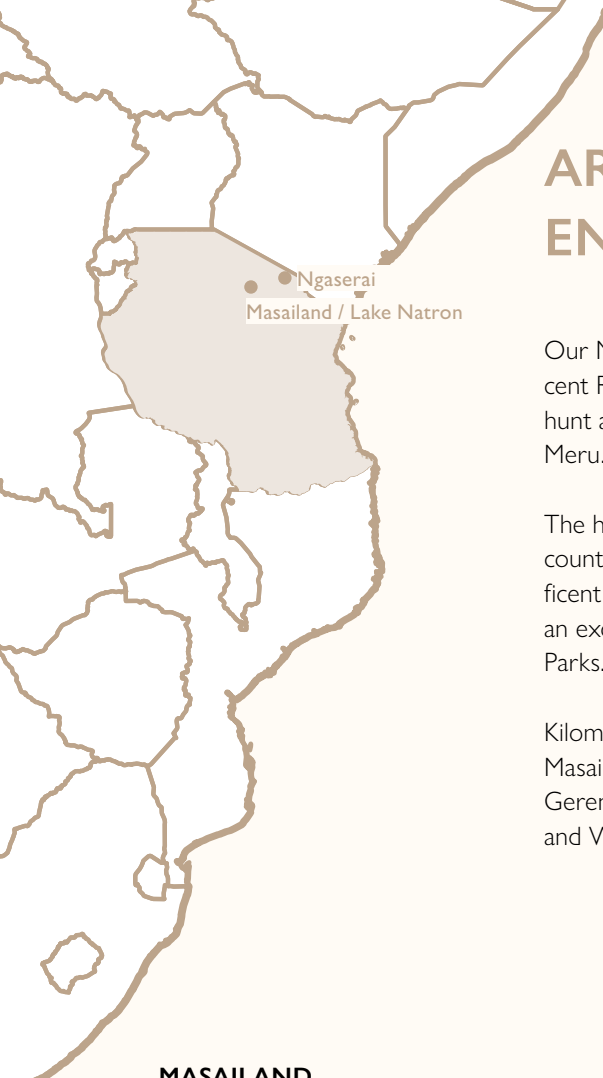 Ngaserai
Masailand / Lake Natron
AR
EN
Our
cent
hunt
Meru.
The h
count
ficent
an exc
Parks.
Kilom
Masai
Geren
and V
MASAILAND